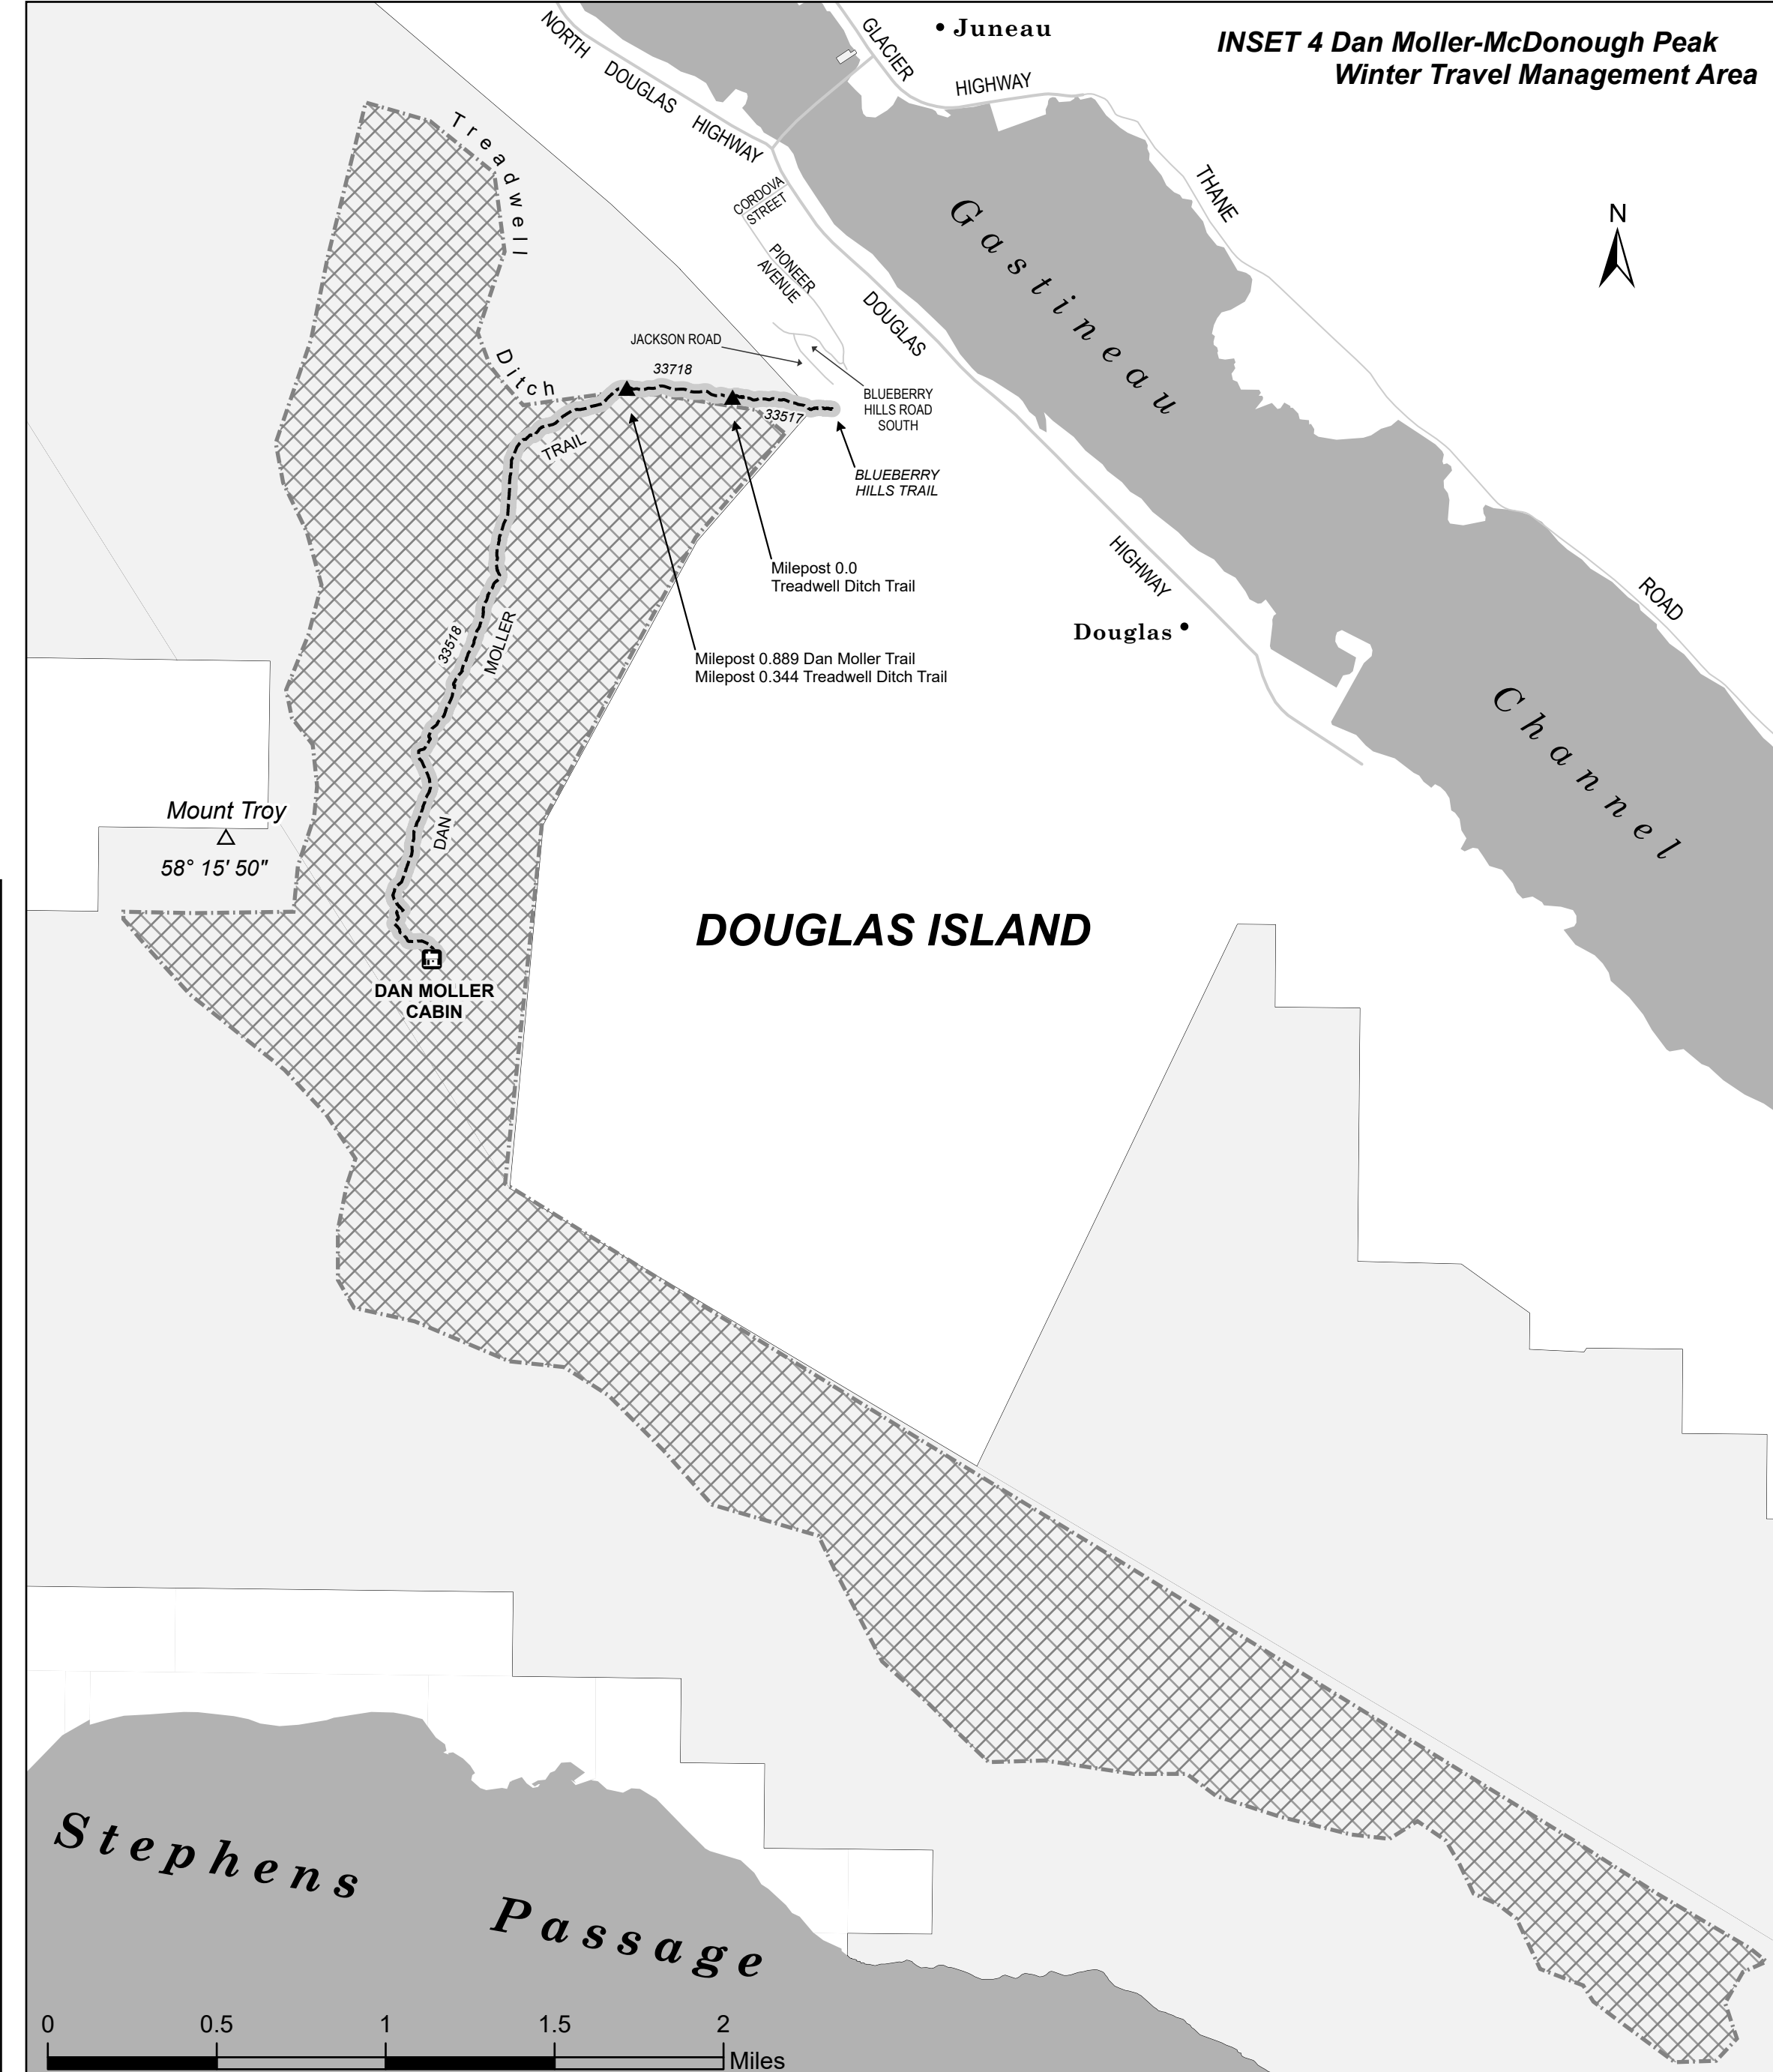 INSET 4 Dan Moller-McDonough Peak
Winter Travel Management Area
Juneau
NORTH DOUGLAS HIGHWAY
GLACIER HIGHWAY
THANE ROAD
N
Treadwell Ditch
CORDOVA
STREET
PIONEER
AVENUE
DOUGLAS HIGHWAY
Gastineau Channel
JACKSON ROAD
33718
33517
BLUEBERRY
HILLS ROAD
SOUTH
BLUEBERRY
HILLS TRAIL
DAN MOLLER TRAIL
33518
Milepost 0.0
Treadwell Ditch Trail
Milepost 0.889 Dan Moller Trail
Milepost 0.344 Treadwell Ditch Trail
Douglas
Mount Troy
58° 15' 50"
DOUGLAS ISLAND
DAN MOLLER
CABIN
Stephens Passage
0 0.5 1 1.5 2
Miles